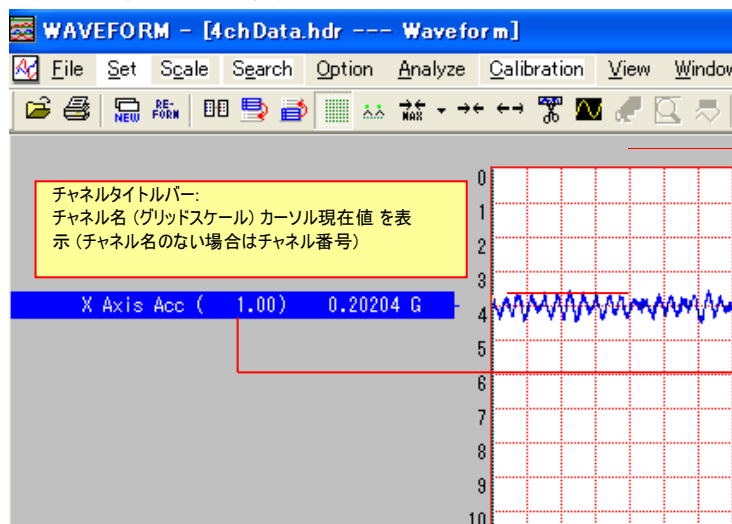 WAVEFORM - [4chData.hdr --- Waveform]
File Set Scale Search Option Analyze Calibration View Window
NEW RE-FORM MAX
チャネルタイトルバー:
チャネル名 (グリッドスケール) カーソル現在値 を表
示 (チャネル名のない場合はチャネル番号)
X Axis Acc ( 1.00) 0.20204 G
0
1
2
3
4
5
6
7
8
9
10